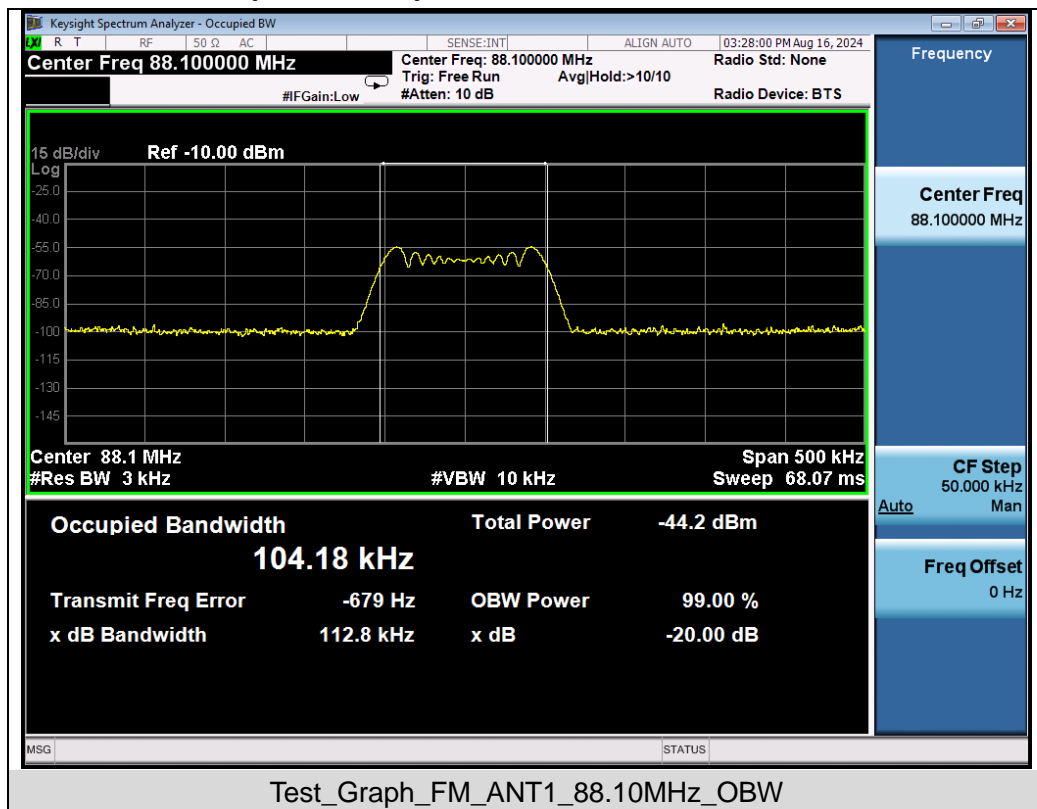 Keysight Spectrum Analyzer - Occupied BW
LXI R T RF 50 Ω AC SENSE:INT ALIGN AUTO 03:28:00 PM Aug 16, 2024
Center Freq 88.100000 MHz Center Freq: 88.100000 MHz Radio Std: None
Trig: Free Run Avg|Hold:>10/10
#IFGain:Low #Atten: 10 dB Radio Device: BTS
Frequency
15 dB/div Ref -10.00 dBm
Log
-25.0
-40.0
-55.0
-70.0
-85.0
-100
-115
-130
-145
Center 88.1 MHz Span 500 kHz
#Res BW 3 kHz #VBW 10 kHz Sweep 68.07 ms
Center Freq
88.100000 MHz
CF Step
50.000 kHz
Auto Man
Freq Offset
0 Hz
Occupied Bandwidth Total Power -44.2 dBm
104.18 kHz
Transmit Freq Error -679 Hz OBW Power 99.00 %
x dB Bandwidth 112.8 kHz x dB -20.00 dB
MSG STATUS
Test_Graph_FM_ANT1_88.10MHz_OBW